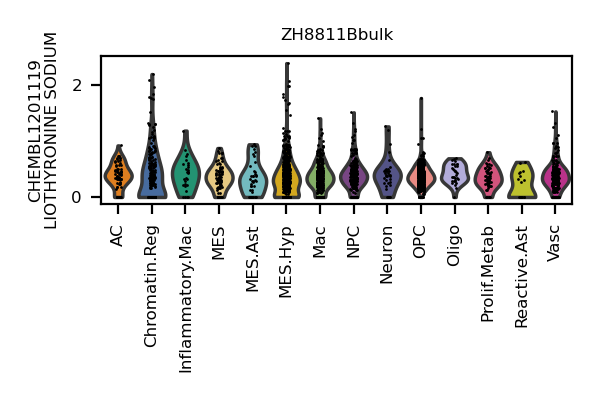 ZH8811Bbulk
CHEMBL1201119
LIOTHYRONINE SODIUM
2
0
AC
Chromatin.Reg
Inflammatory.Mac
MES
MES.Ast
MES.Hyp
Mac
NPC
Neuron
OPC
Oligo
Prolif.Metab
Reactive.Ast
Vasc